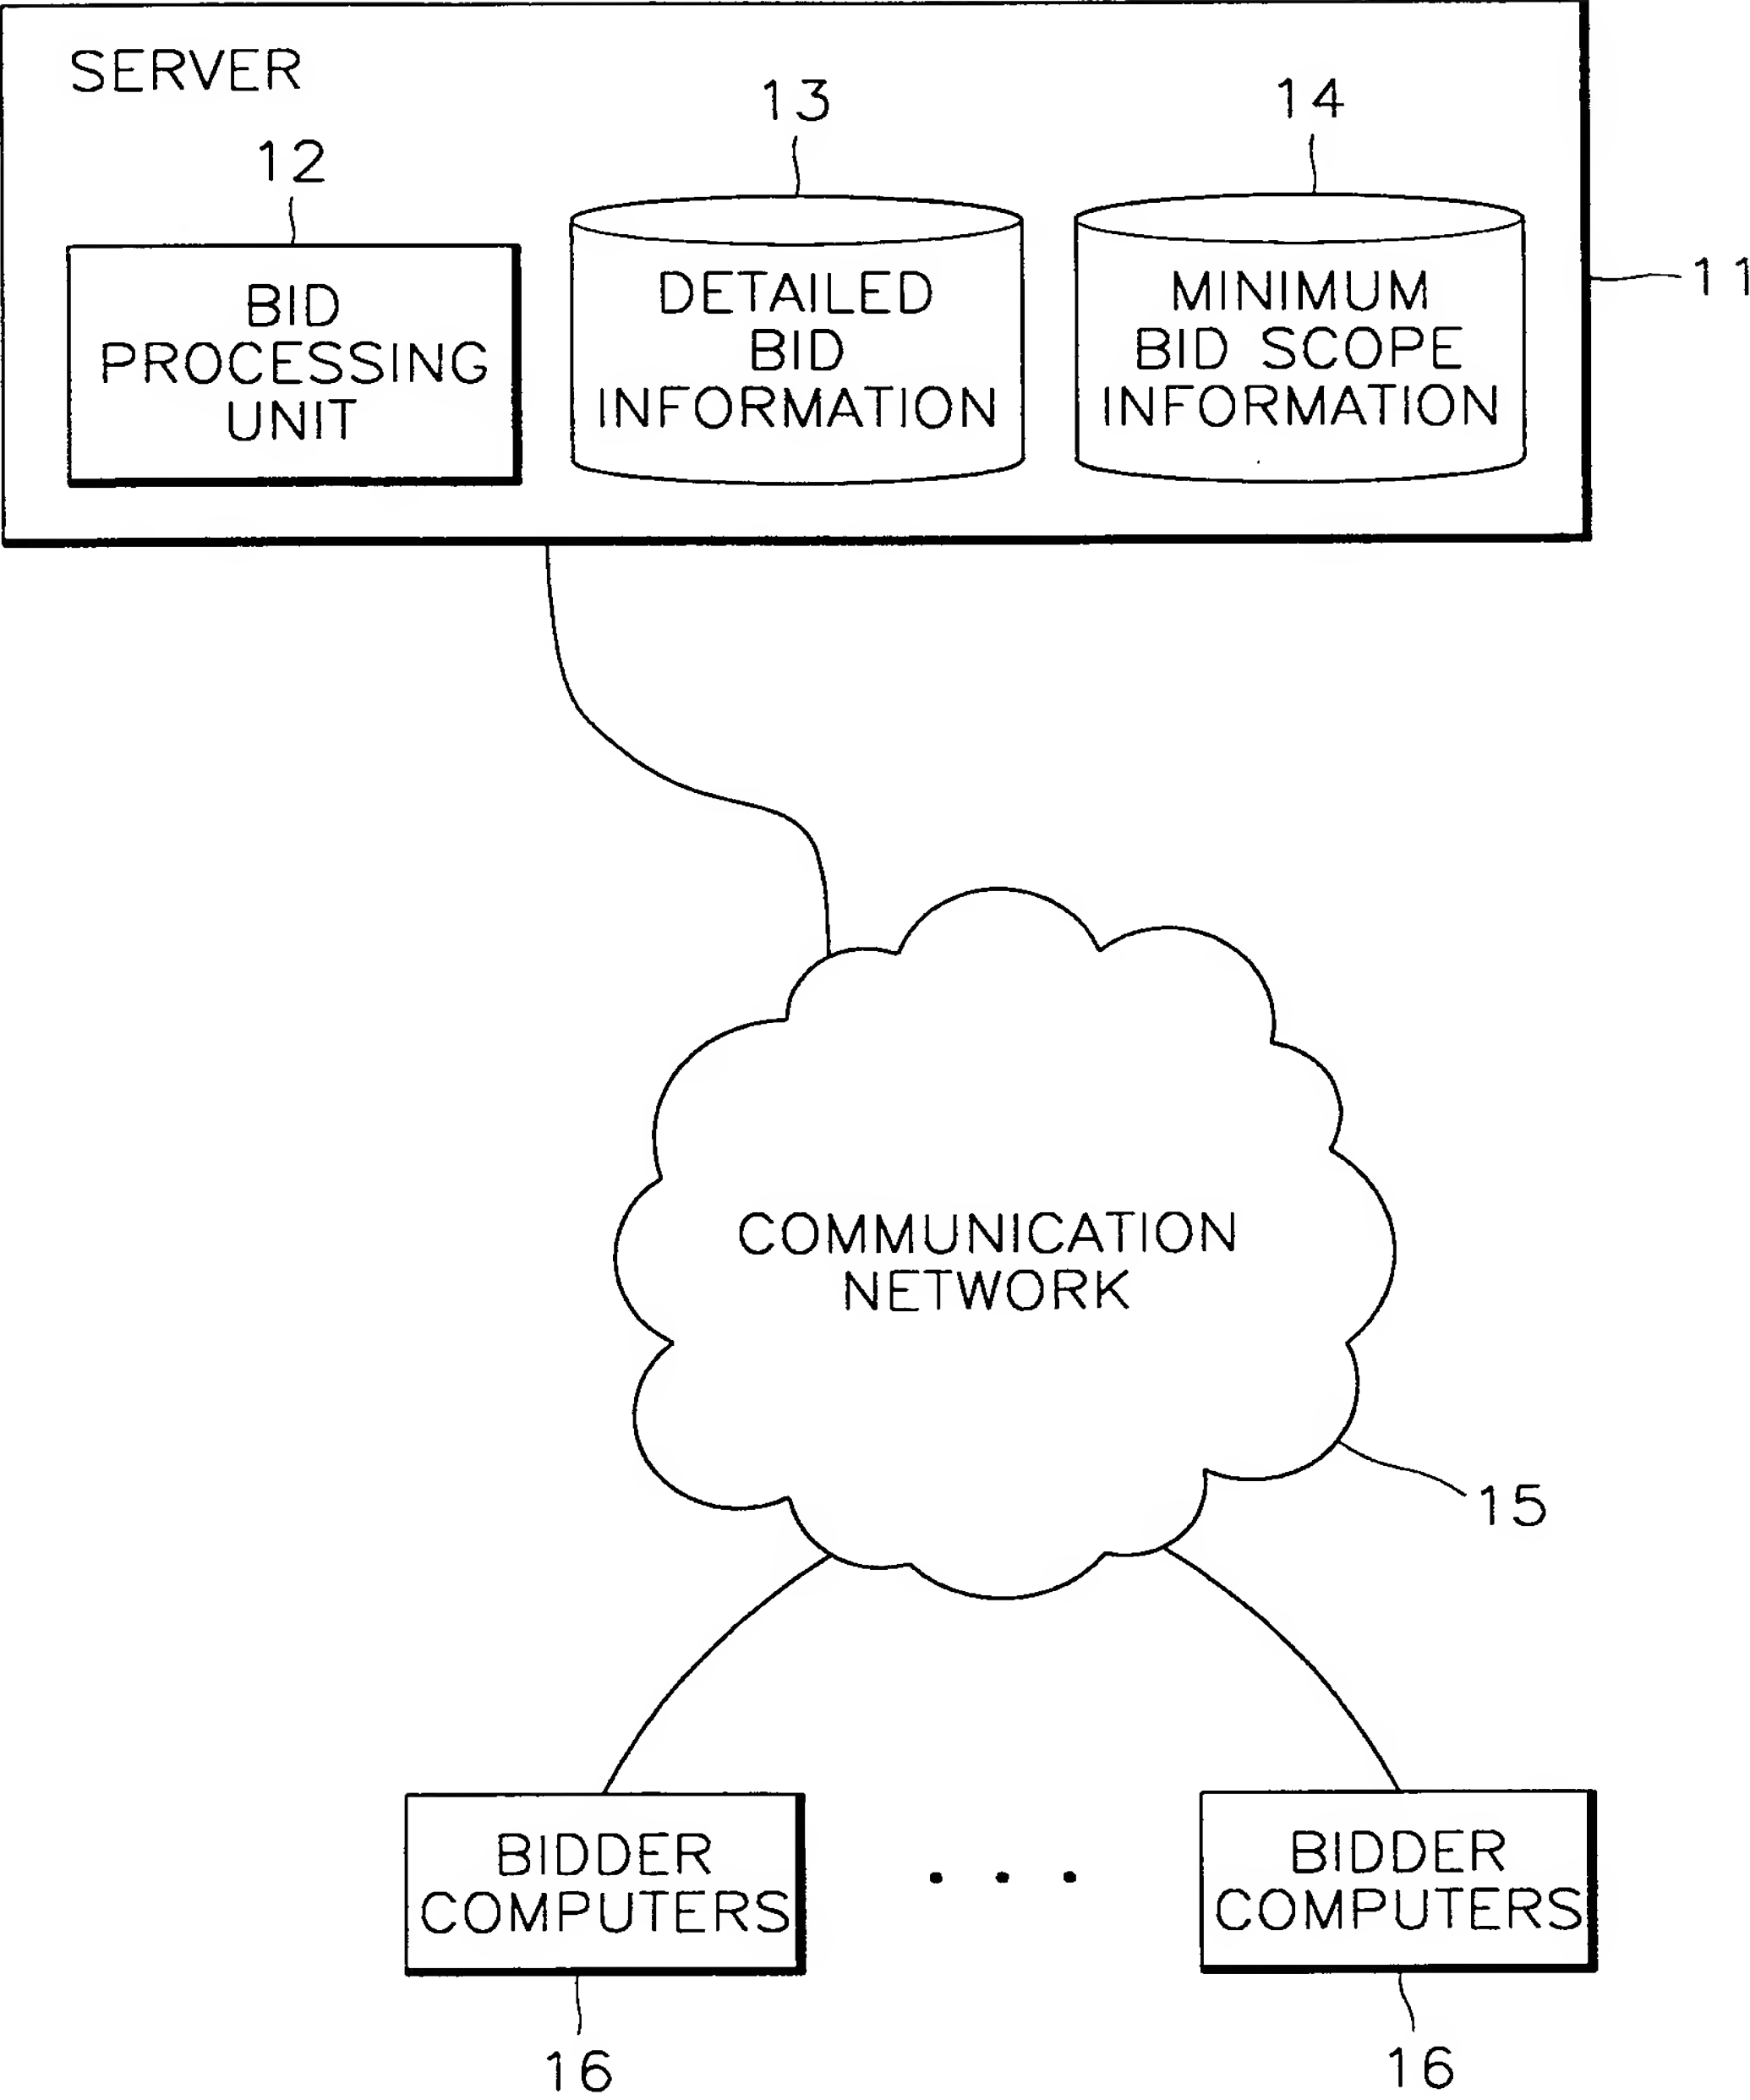 SERVER
12
13
14
BID
PROCESSING
UNIT
DETAILED
BID
INFORMATION
MINIMUM
BID SCOPE
INFORMATION
11
COMMUNICATION
NETWORK
15
BIDDER
COMPUTERS
. . .
BIDDER
COMPUTERS
16
16